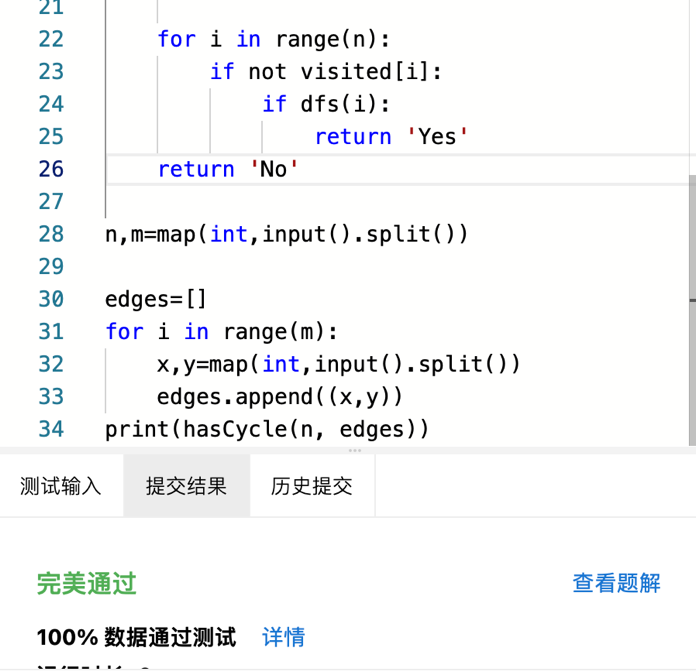 21
22 for i in range(n):
23 if not visited[i]:
24 if dfs(i):
25 return 'Yes'
26 return 'No'
27
28 n,m=map(int,input().split())
29
30 edges=[]
31 for i in range(m):
32 x,y=map(int,input().split())
33 edges.append((x,y))
34 print(hasCycle(n, edges))
测试输入 提交结果 历史提交
完美通过 查看题解
100% 数据通过测试 详情